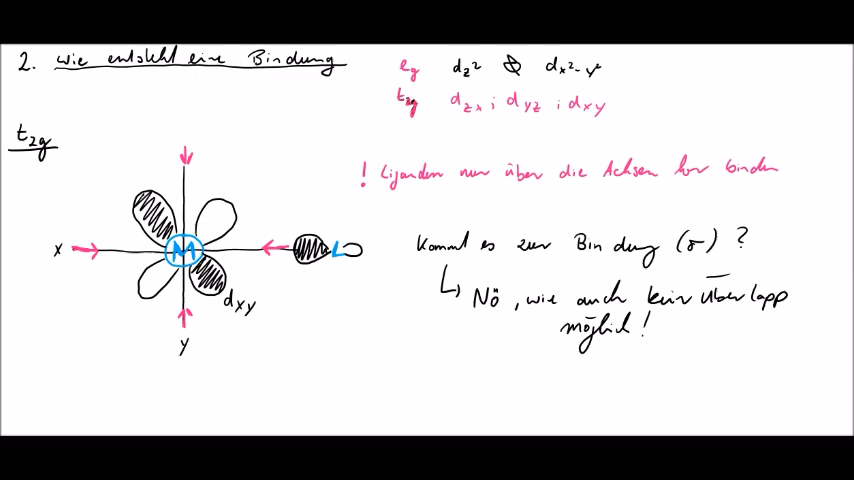 2. wie entsteht eine Bindung
eg dz² & dx²-y²
t2g dzx ; dyz ; dxy
t2g
! Liganden nur über die Achsen binden
x
M
L
Kommt es zur Bindung (σ) ?
↳ Nö, wie auch kein Überlapp
möglich!
dxy
y